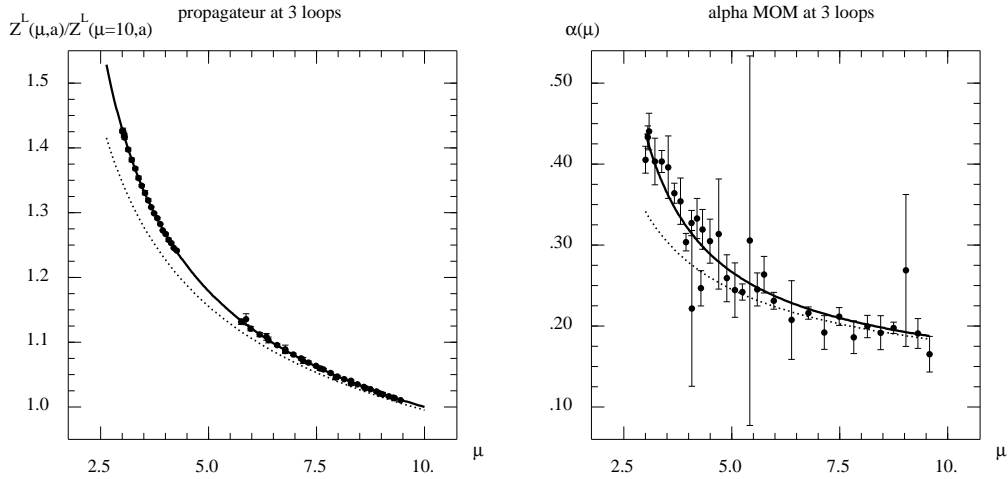 propagateur at 3 loops
Z^L(μ,a)/Z^L(μ=10,a)
1.5
1.4
1.3
1.2
1.1
1.0
2.5 5.0 7.5 10.
μ
alpha MOM at 3 loops
α(μ)
.50
.40
.30
.20
.10
2.5 5.0 7.5 10.
μ